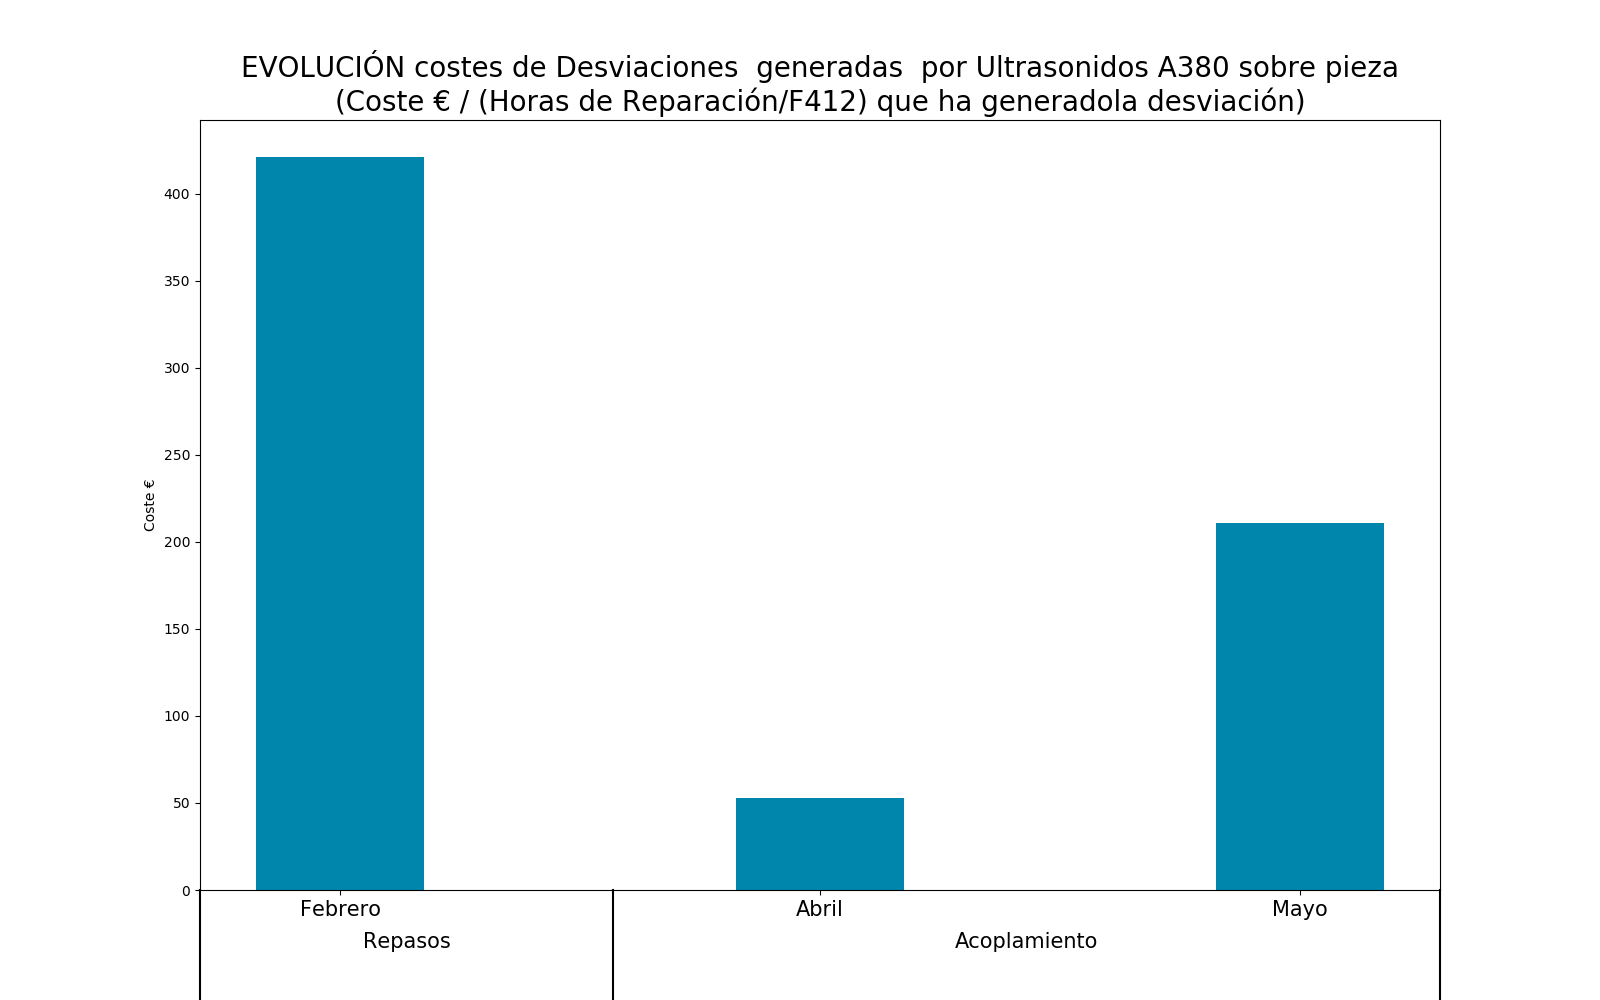 EVOLUCIÓN costes de Desviaciones  generadas  por Ultrasonidos A380 sobre pieza
(Coste € / (Horas de Reparación/F412) que ha generadola desviación)
400
350
300
250
200
150
100
50
0
Coste €
Febrero
Abril
Mayo
Repasos
Acoplamiento